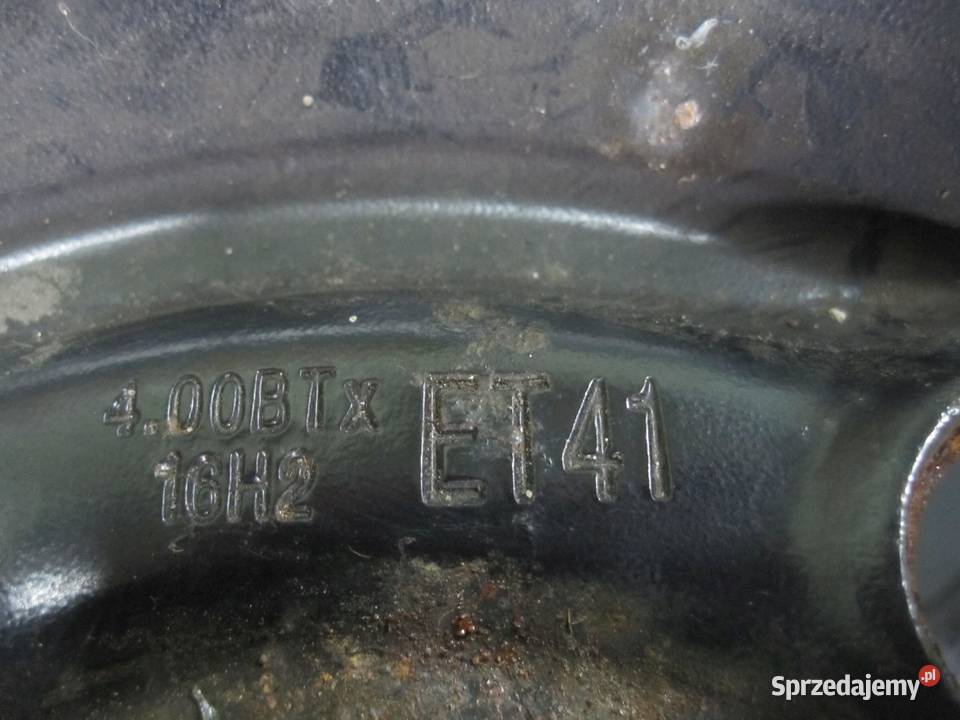 4.00BTx
16H2
ET41
Sprzedajemy.pl